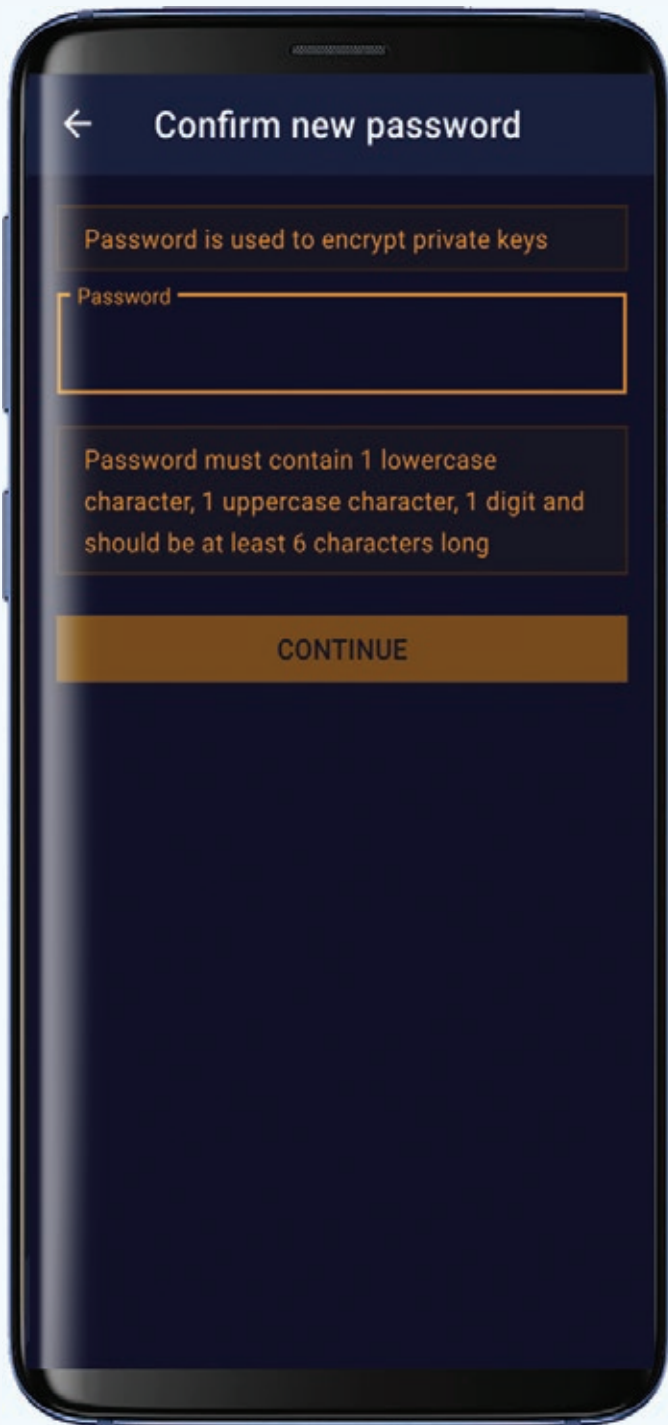 Confirm new password
Password is used to encrypt private keys
Password
Password must contain 1 lowercase
character, 1 uppercase character, 1 digit and
should be at least 6 characters long
CONTINUE